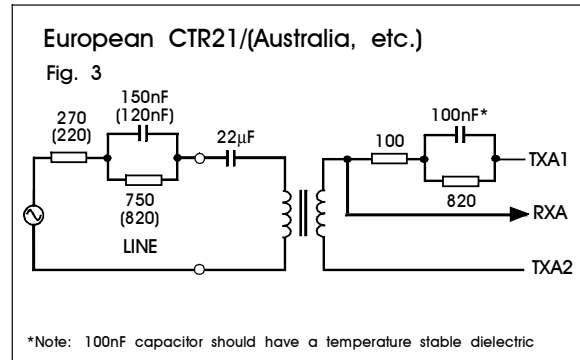 European CTR21/(Australia, etc.)
Fig. 3
150nF
(120nF)
100nF*
270
(220)
22µF
100
TXA1
750
(820)
820
RXA
LINE
TXA2
*Note: 100nF capacitor should have a temperature stable dielectric